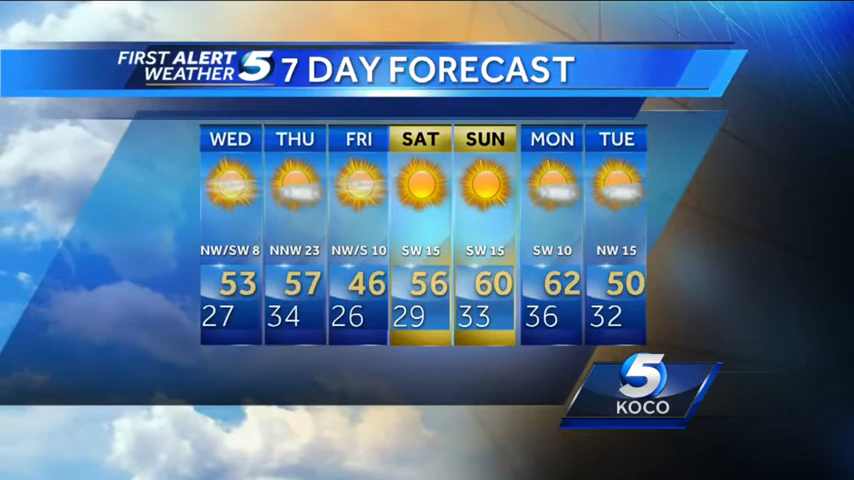 FIRST ALERT
WEATHER 5 7 DAY FORECAST
WED THU FRI SAT SUN MON TUE
NW/SW 8 NNW 23 NW/S 10 SW 15 SW 15 SW 10 NW 15
53 57 46 56 60 62 50
27 34 26 29 33 36 32
5
KOCO